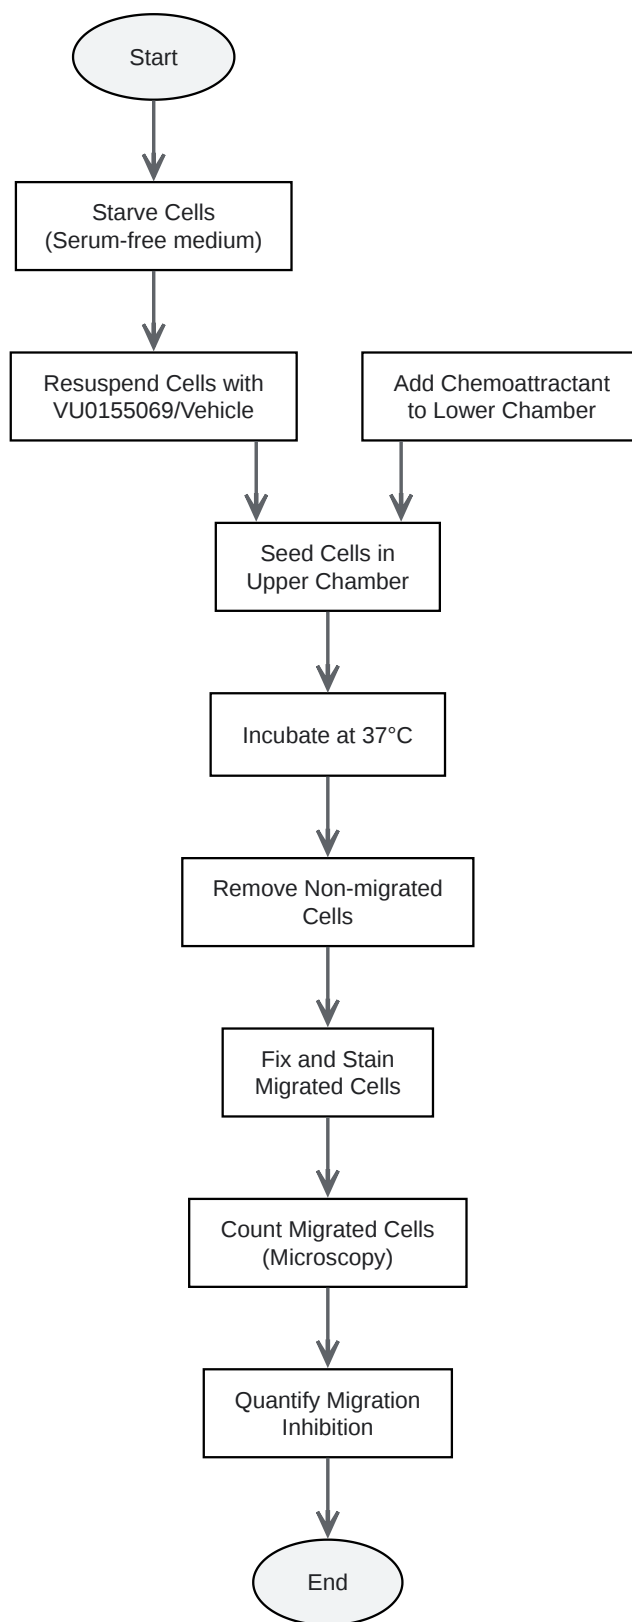 Start
Starve Cells
(Serum-free medium)
Resuspend Cells with
VU0155069/Vehicle
Add Chemoattractant
to Lower Chamber
Seed Cells in
Upper Chamber
Incubate at 37°C
Remove Non-migrated
Cells
Fix and Stain
Migrated Cells
Count Migrated Cells
(Microscopy)
Quantify Migration
Inhibition
End